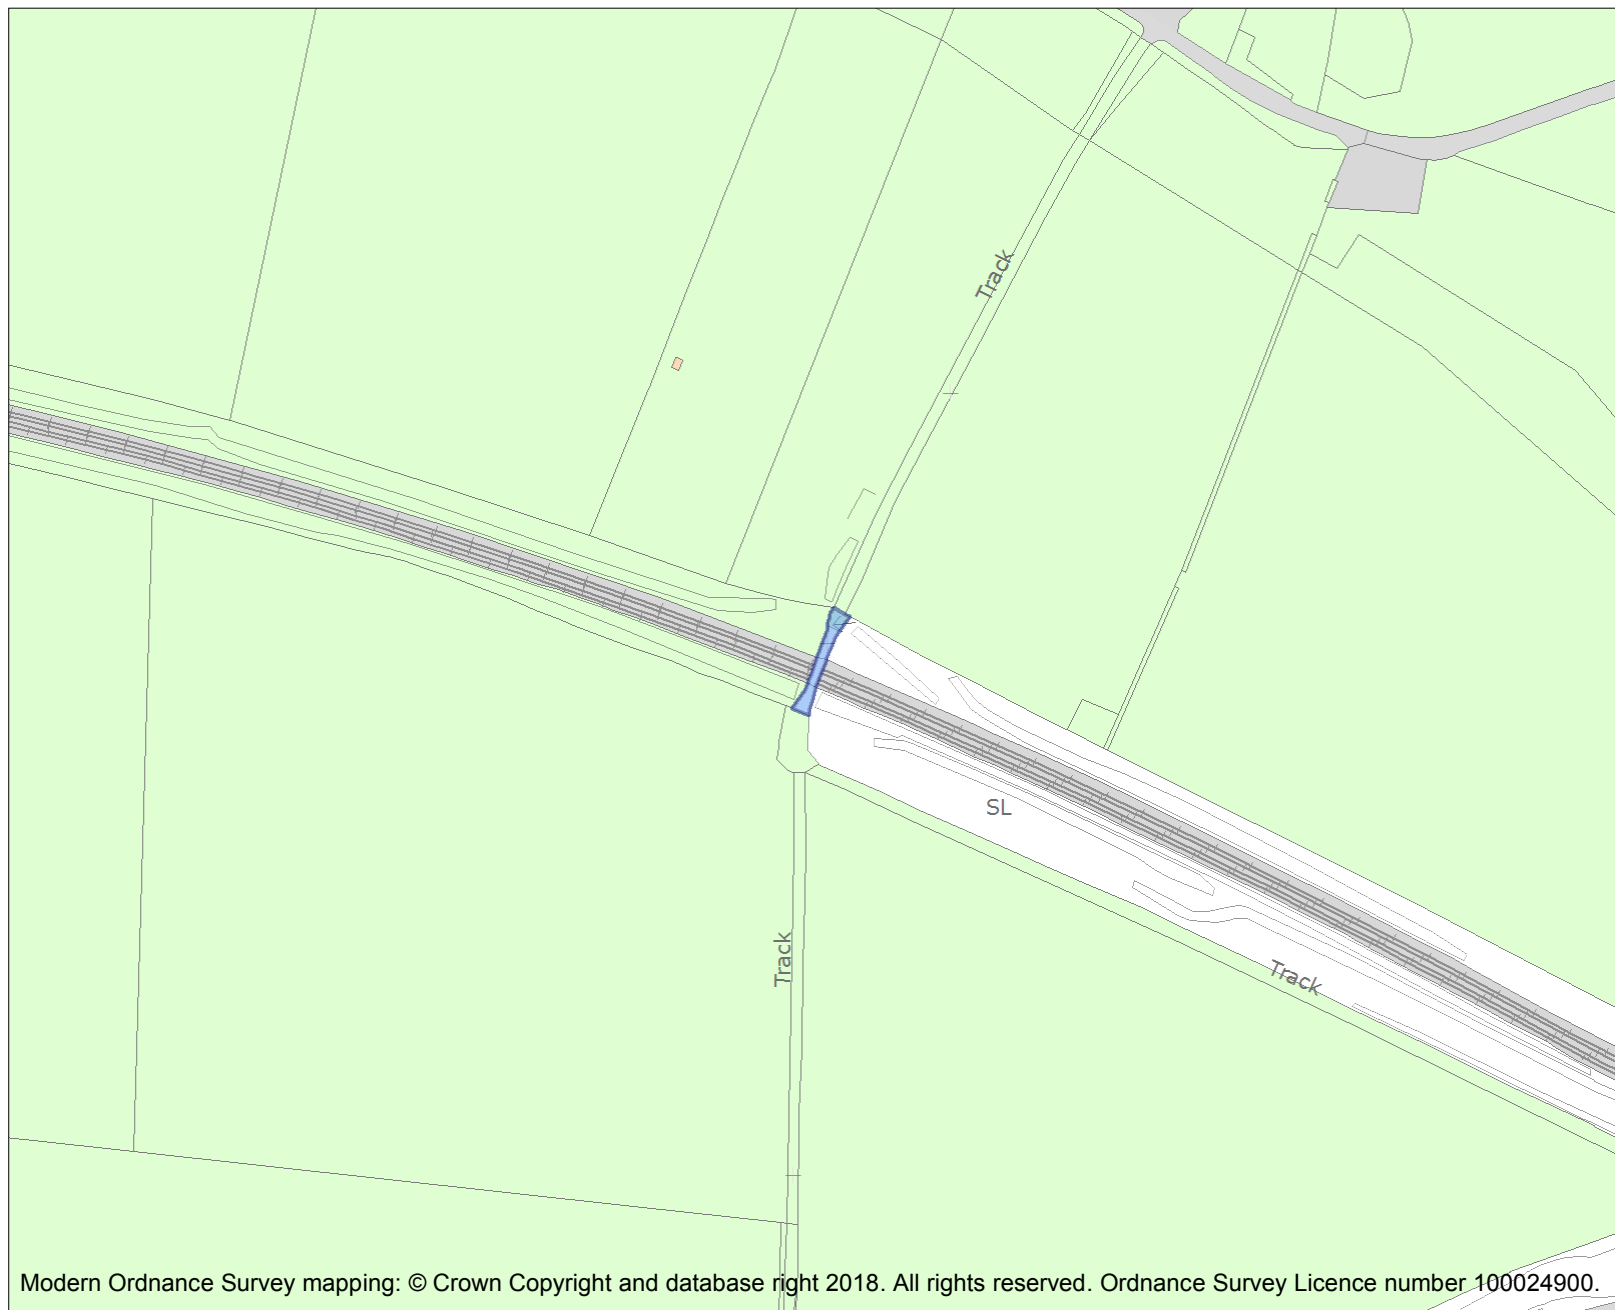 Track
SL
Track
Track
Modern Ordnance Survey mapping: © Crown Copyright and database right 2018. All rights reserved. Ordnance Survey Licence number 100024900.